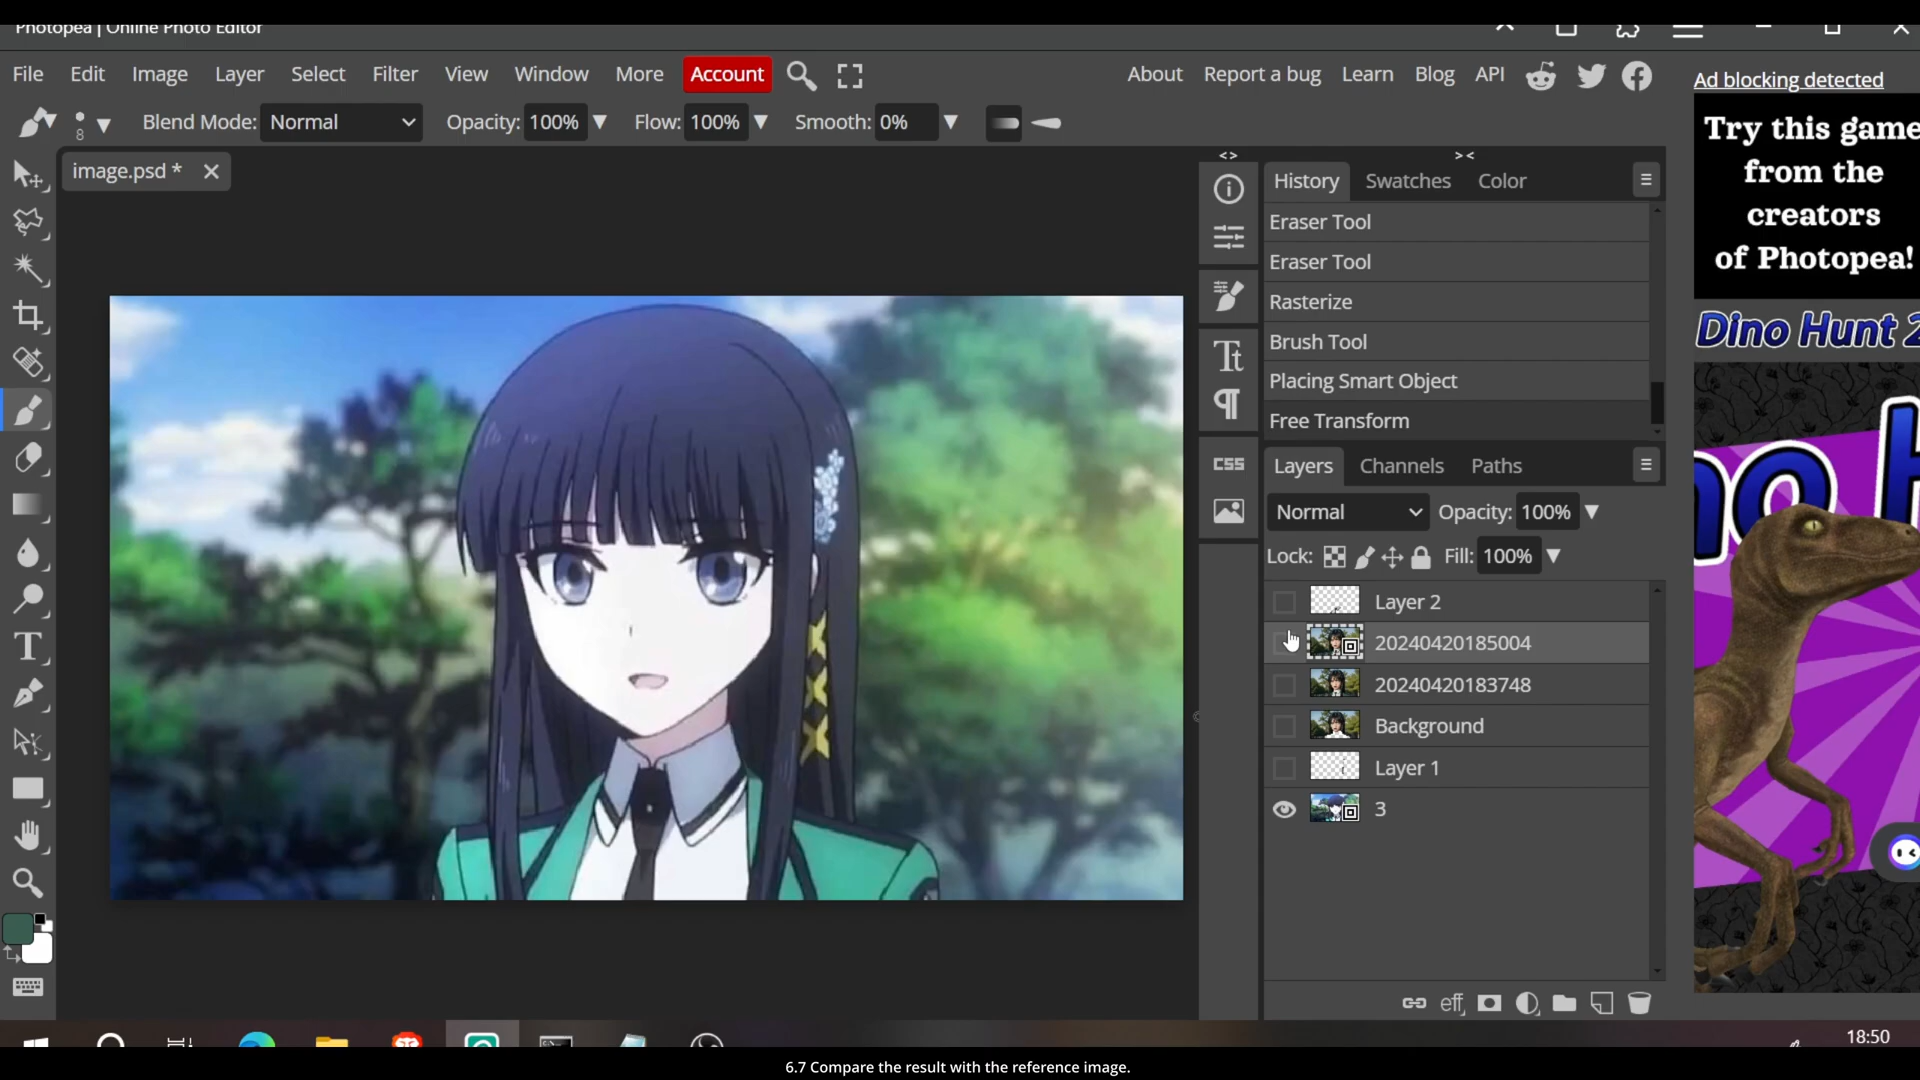 Photopea | Online Photo Editor
File Edit Image Layer Select Filter View Window More Account
About Report a bug Learn Blog API
Ad blocking detected
8 Blend Mode: Normal Opacity: 100% Flow: 100% Smooth: 0%
image.psd *
<> > <
History Swatches Color
Eraser Tool
Eraser Tool
Rasterize
Brush Tool
Placing Smart Object
Free Transform
Tt
CSS
Layers Channels Paths
Normal Opacity: 100%
Lock: Fill: 100%
Layer 2
20240420185004
20240420183748
Background
Layer 1
3
eff
T
Try this game
from the
creators
of Photopea!
Dino Hunt 2
no H
18:50
6.7 Compare the result with the reference image.